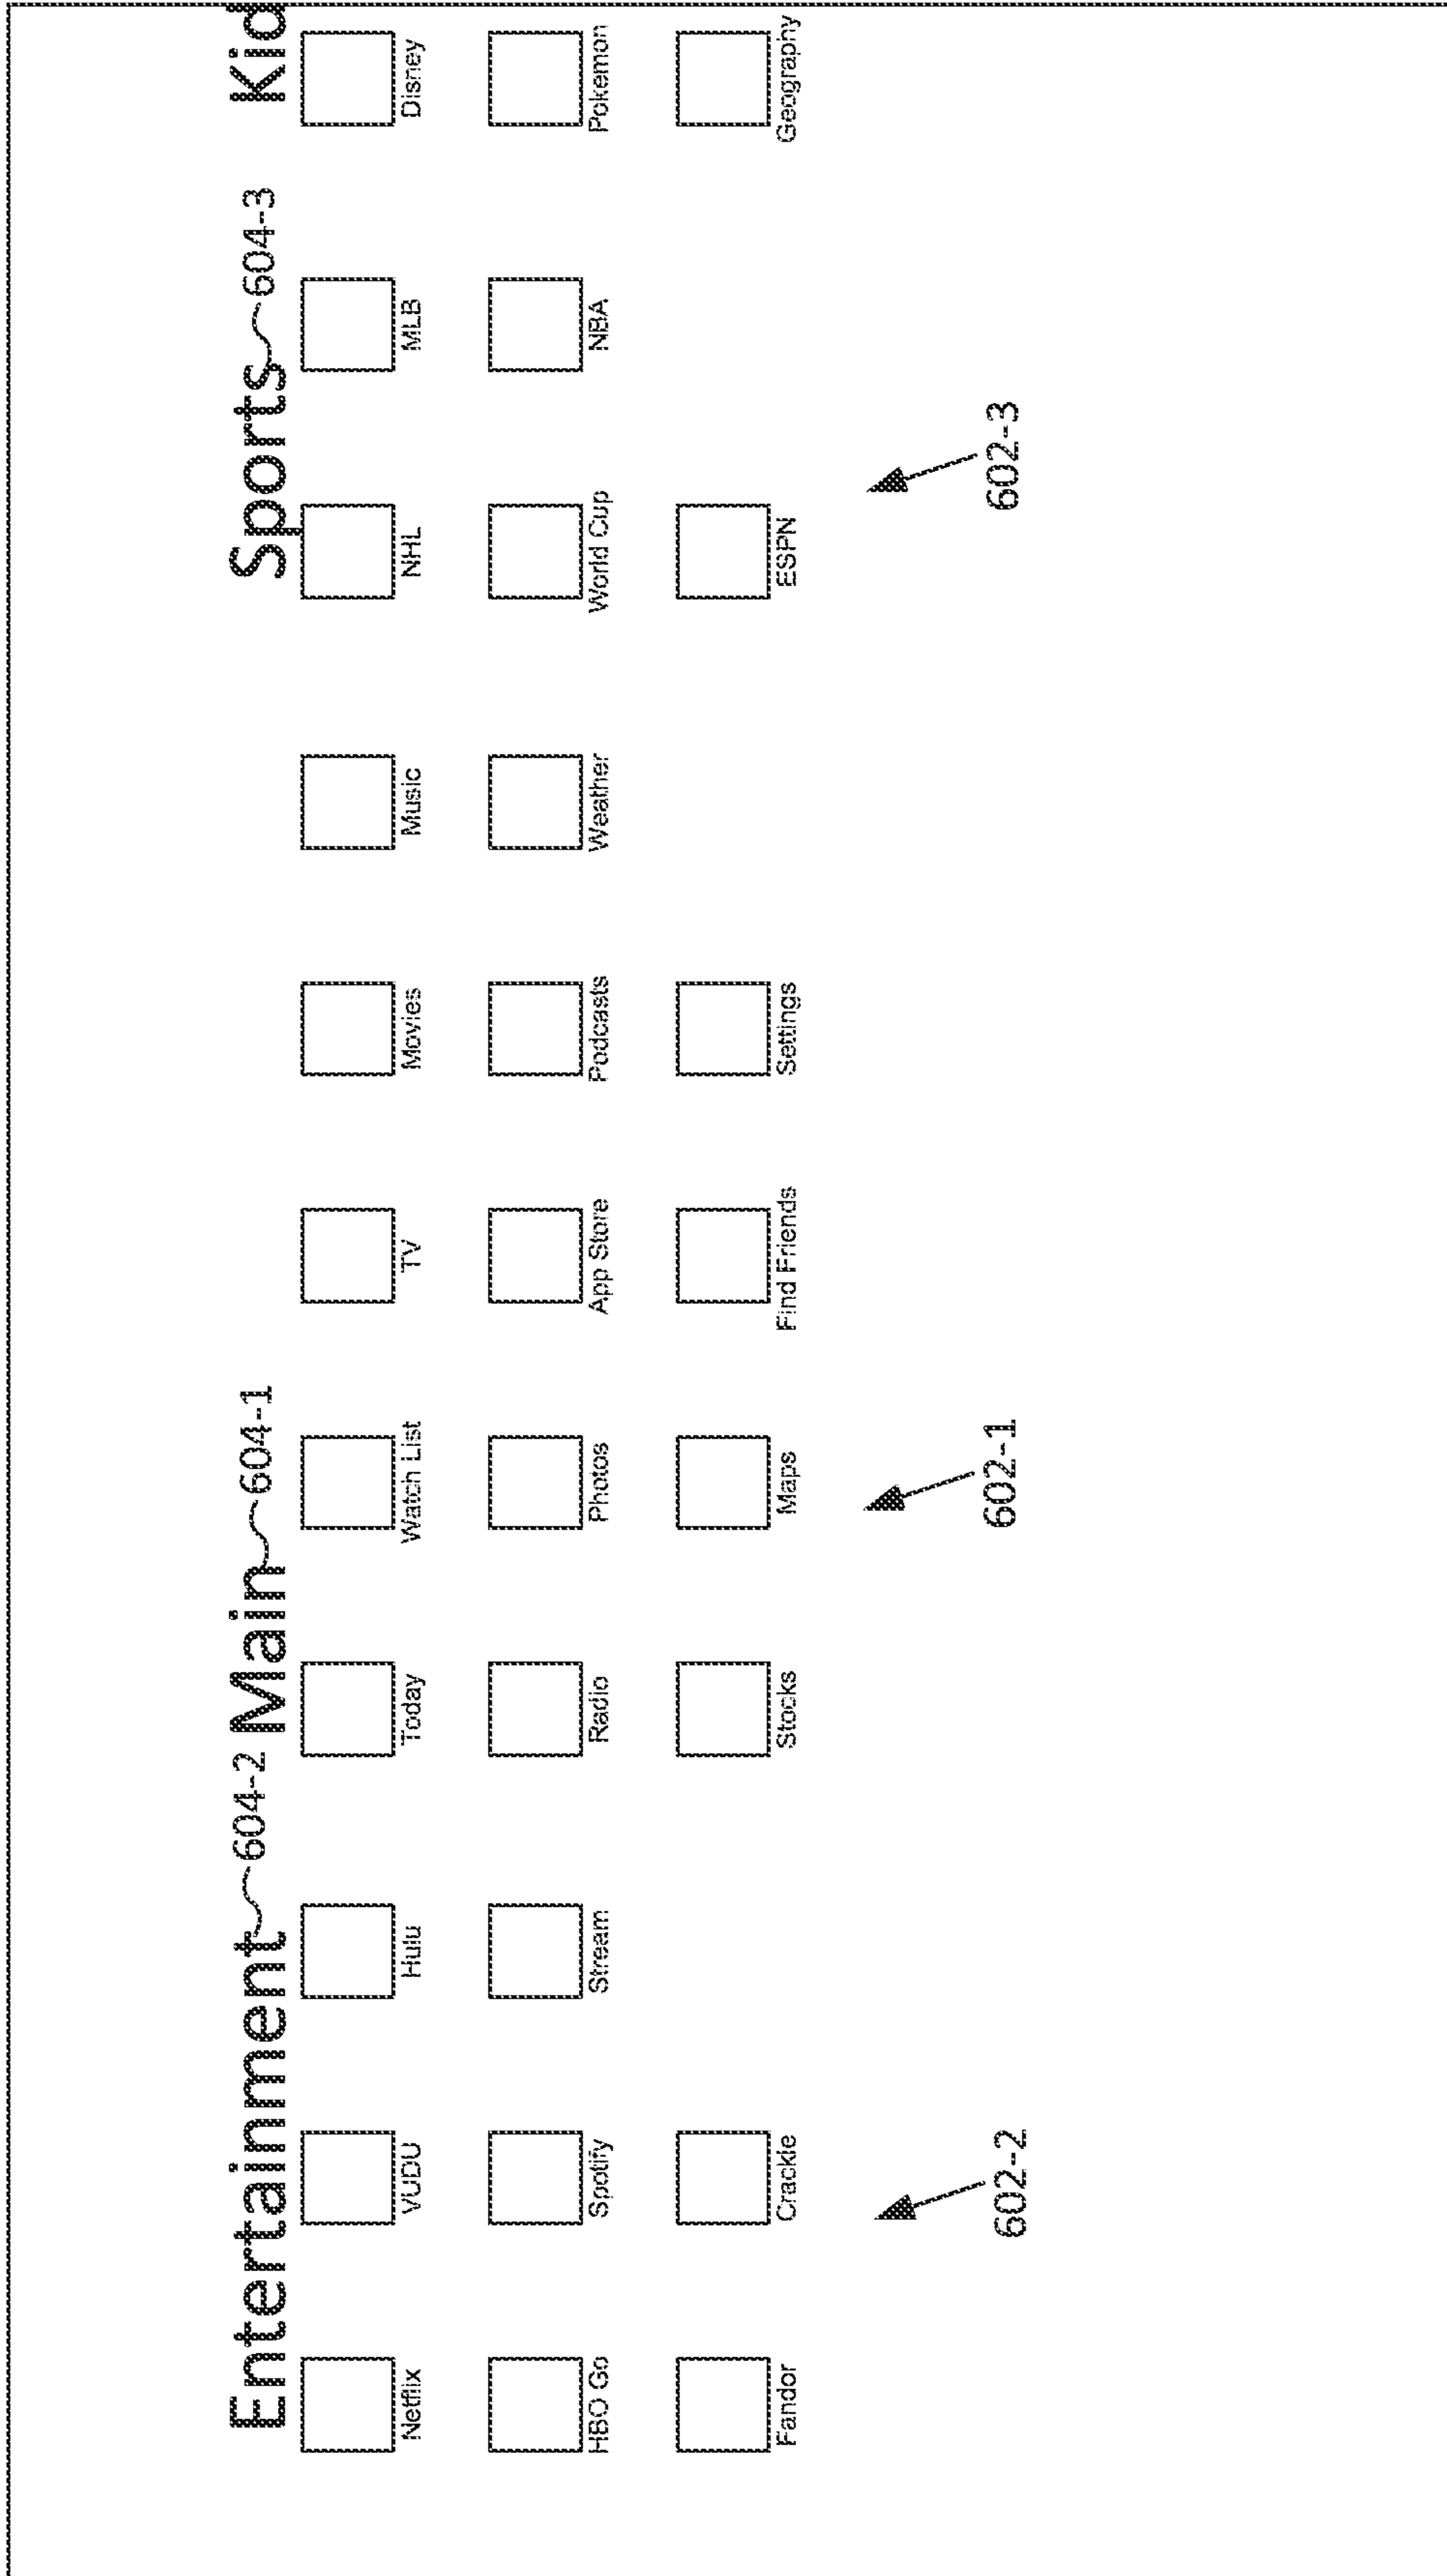 Entertainment 604-2 Main 604-1 Sports 604-3 Kid
Netflix VUDU Hulu Today Watch List TV Movies Music NHL MLB Disney
HBO Go Spotify Stream Radio Photos App Store Podcasts Weather World Cup NBA Pokemon
Fandor Crackle Stocks Maps Find Friends Settings ESPN Geography
602-2 602-1 602-3